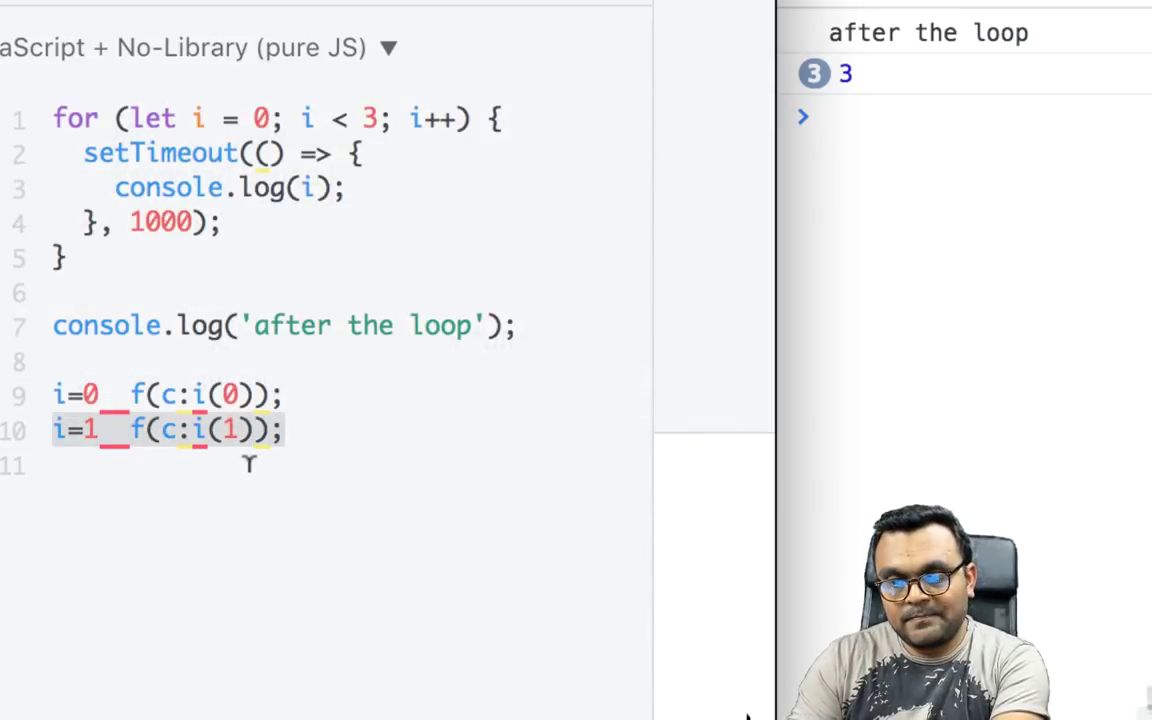 aScript + No-Library (pure JS) ▼
1 for (let i = 0; i < 3; i++) {
2 setTimeout(() => {
3 console.log(i);
4 }, 1000);
5 }
6
7 console.log('after the loop');
8
9 i=0 f(c:i(0));
10 i=1 f(c:i(1));
11
after the loop
3 3
>